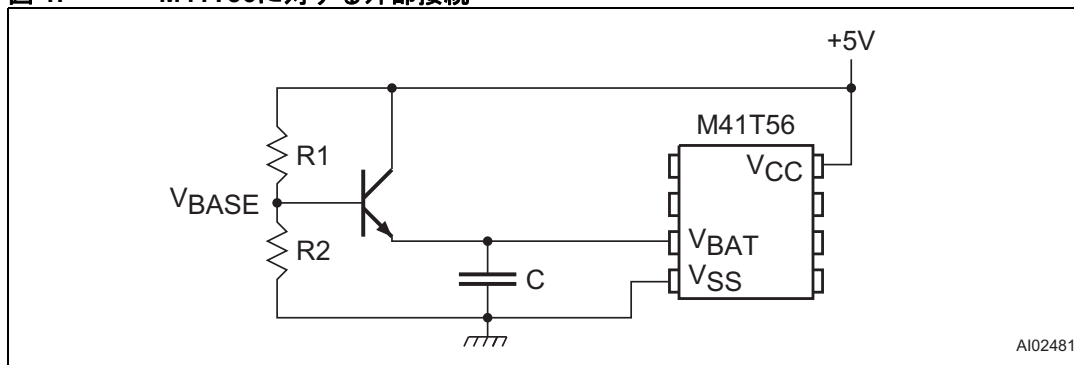 +5V
M41T56
R1
VCC
VBASE
R2
VBAT
C
VSS
AI02481